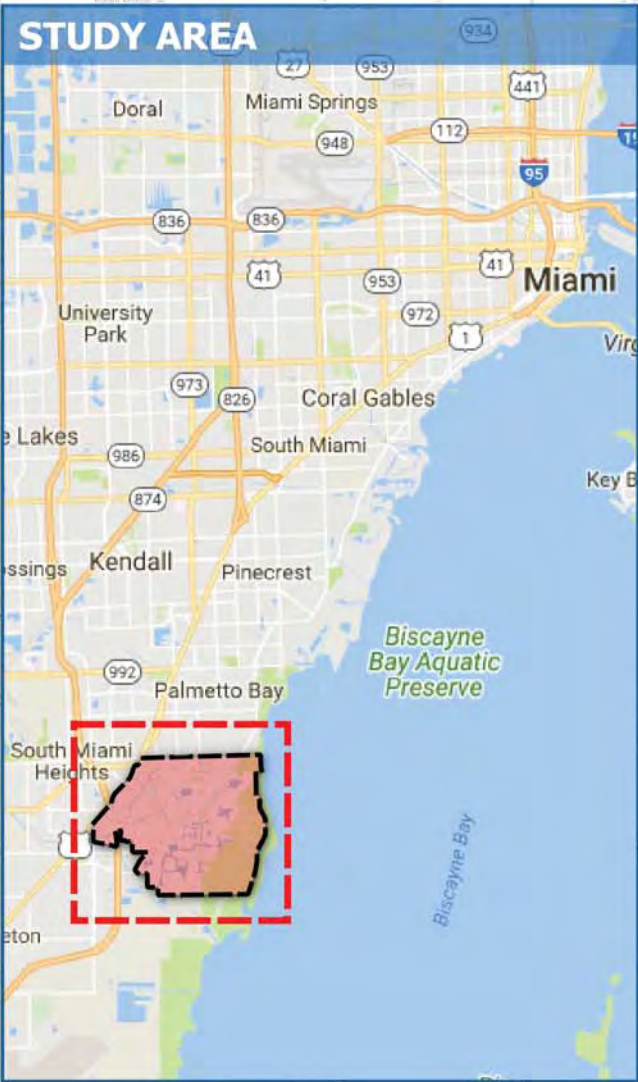 STUDY AREA
934
27
953
441
Doral
Miami Springs
948
112
95
836
836
41
953
41
Miami
University
Park
972
1
973
826
Coral Gables
e Lakes
986
South Miami
874
Key B
ssings
Kendall
Pinecrest
Biscayne
Bay Aquatic
Preserve
992
Palmetto Bay
South Miami
Heights
Biscayne Bay
eton